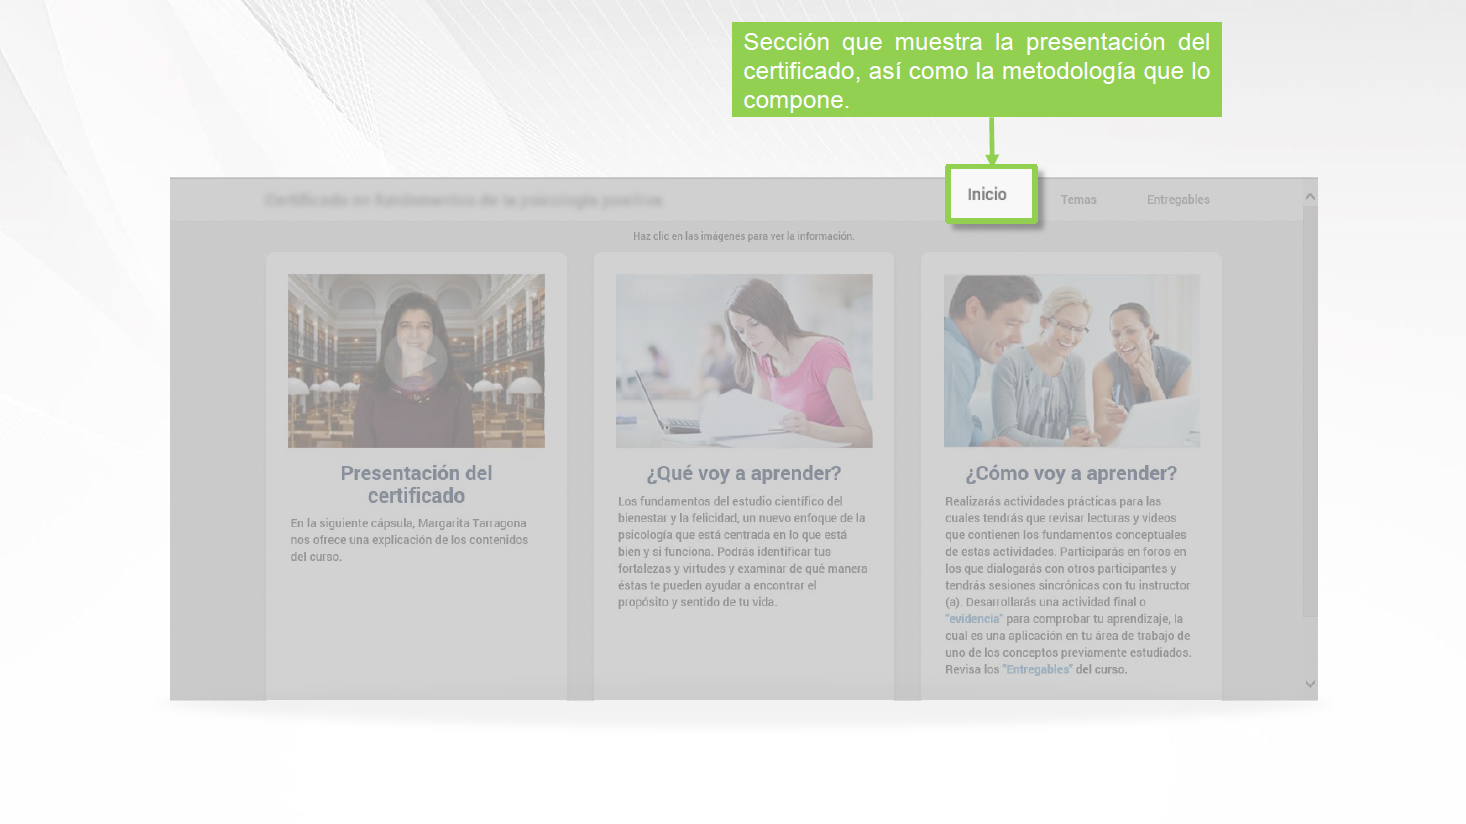 Sección que muestra la presentación del
certificado, así como la metodología que lo
compone.
Certificado en fundamentos de la psicología positiva
Inicio
Temas
Entregables
Haz clic en las imágenes para ver la información.
Presentación del
certificado
En la siguiente cápsula, Margarita Tarragona
nos ofrece una explicación de los contenidos
del curso.
¿Qué voy a aprender?
Los fundamentos del estudio científico del
bienestar y la felicidad, un nuevo enfoque de la
psicología que está centrada en lo que está
bien y si funciona. Podrás identificar tus
fortalezas y virtudes y examinar de qué manera
éstas te pueden ayudar a encontrar el
propósito y sentido de tu vida.
¿Cómo voy a aprender?
Realizarás actividades prácticas para las
cuales tendrás que revisar lecturas y videos
que contienen los fundamentos conceptuales
de estas actividades. Participarás en foros en
los que dialogarás con otros participantes y
tendrás sesiones sincrónicas con tu instructor
(a). Desarrollarás una actividad final o
"evidencia" para comprobar tu aprendizaje, la
cual es una aplicación en tu área de trabajo de
uno de los conceptos previamente estudiados.
Revisa los "Entregables" del curso.